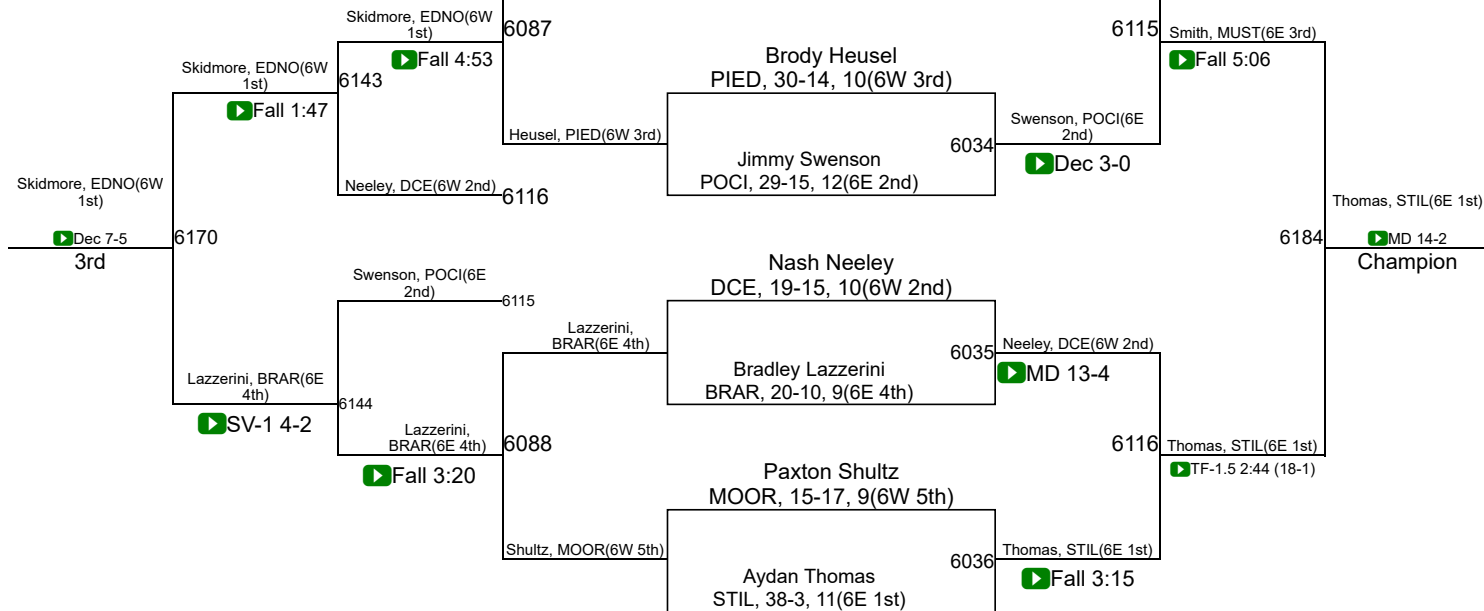 Skidmore, EDNO(6W
1st)
6087
Fall 4:53
Skidmore, EDNO(6W
1st)
6143
Fall 1:47
Heusel, PIED(6W 3rd)
Neeley, DCE(6W 2nd)
6116
Skidmore, EDNO(6W
1st)
Dec 7-5
6170
3rd
Swenson, POCI(6E
2nd)
6115
Lazzerini,
BRAR(6E 4th)
Lazzerini, BRAR(6E
4th)
6144
SV-1 4-2
Lazzerini,
BRAR(6E 4th)
6088
Fall 3:20
Shultz, MOOR(6W 5th)
Brody Heusel
PIED, 30-14, 10(6W 3rd)
6034
Jimmy Swenson
POCI, 29-15, 12(6E 2nd)
Nash Neeley
DCE, 19-15, 10(6W 2nd)
6035
Bradley Lazzerini
BRAR, 20-10, 9(6E 4th)
Paxton Shultz
MOOR, 15-17, 9(6W 5th)
6036
Aydan Thomas
STIL, 38-3, 11(6E 1st)
6115
Smith, MUST(6E 3rd)
Fall 5:06
Swenson, POCI(6E
2nd)
Dec 3-0
Neeley, DCE(6W 2nd)
MD 13-4
6116
Thomas, STIL(6E 1st)
TF-1.5 2:44 (18-1)
Thomas, STIL(6E 1st)
Fall 3:15
Thomas, STIL(6E 1st)
6184
MD 14-2
Champion